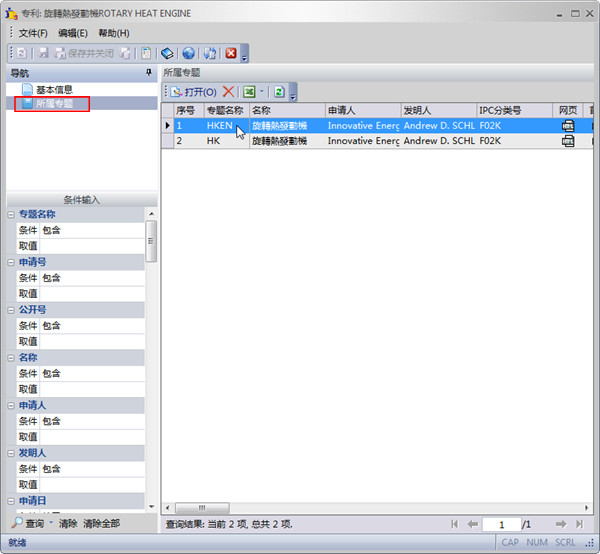 专利: 旋轉熱發動機ROTARY HEAT ENGINE
文件(F) 编辑(E) 帮助(H)
保存并关闭
导航
基本信息
所属专题
条件输入
专题名称
条件 包含
取值
申请号
条件 包含
取值
公开号
条件 包含
取值
名称
条件 包含
取值
申请人
条件 包含
取值
发明人
条件 包含
取值
申请日
查询 清除 清除全部
所属专题
打开(O)
序号 专题名称 名称 申请人 发明人 IPC分类号 网页
1 HKEN 旋轉熱發動機 Innovative Energ Andrew D. SCHL F02K
2 HK 旋轉熱發動機 Innovative Energ Andrew D. SCHL F02K
查询结果: 当前 2 项, 总共 2 项.
1 /1
就绪
CAP NUM SCRL